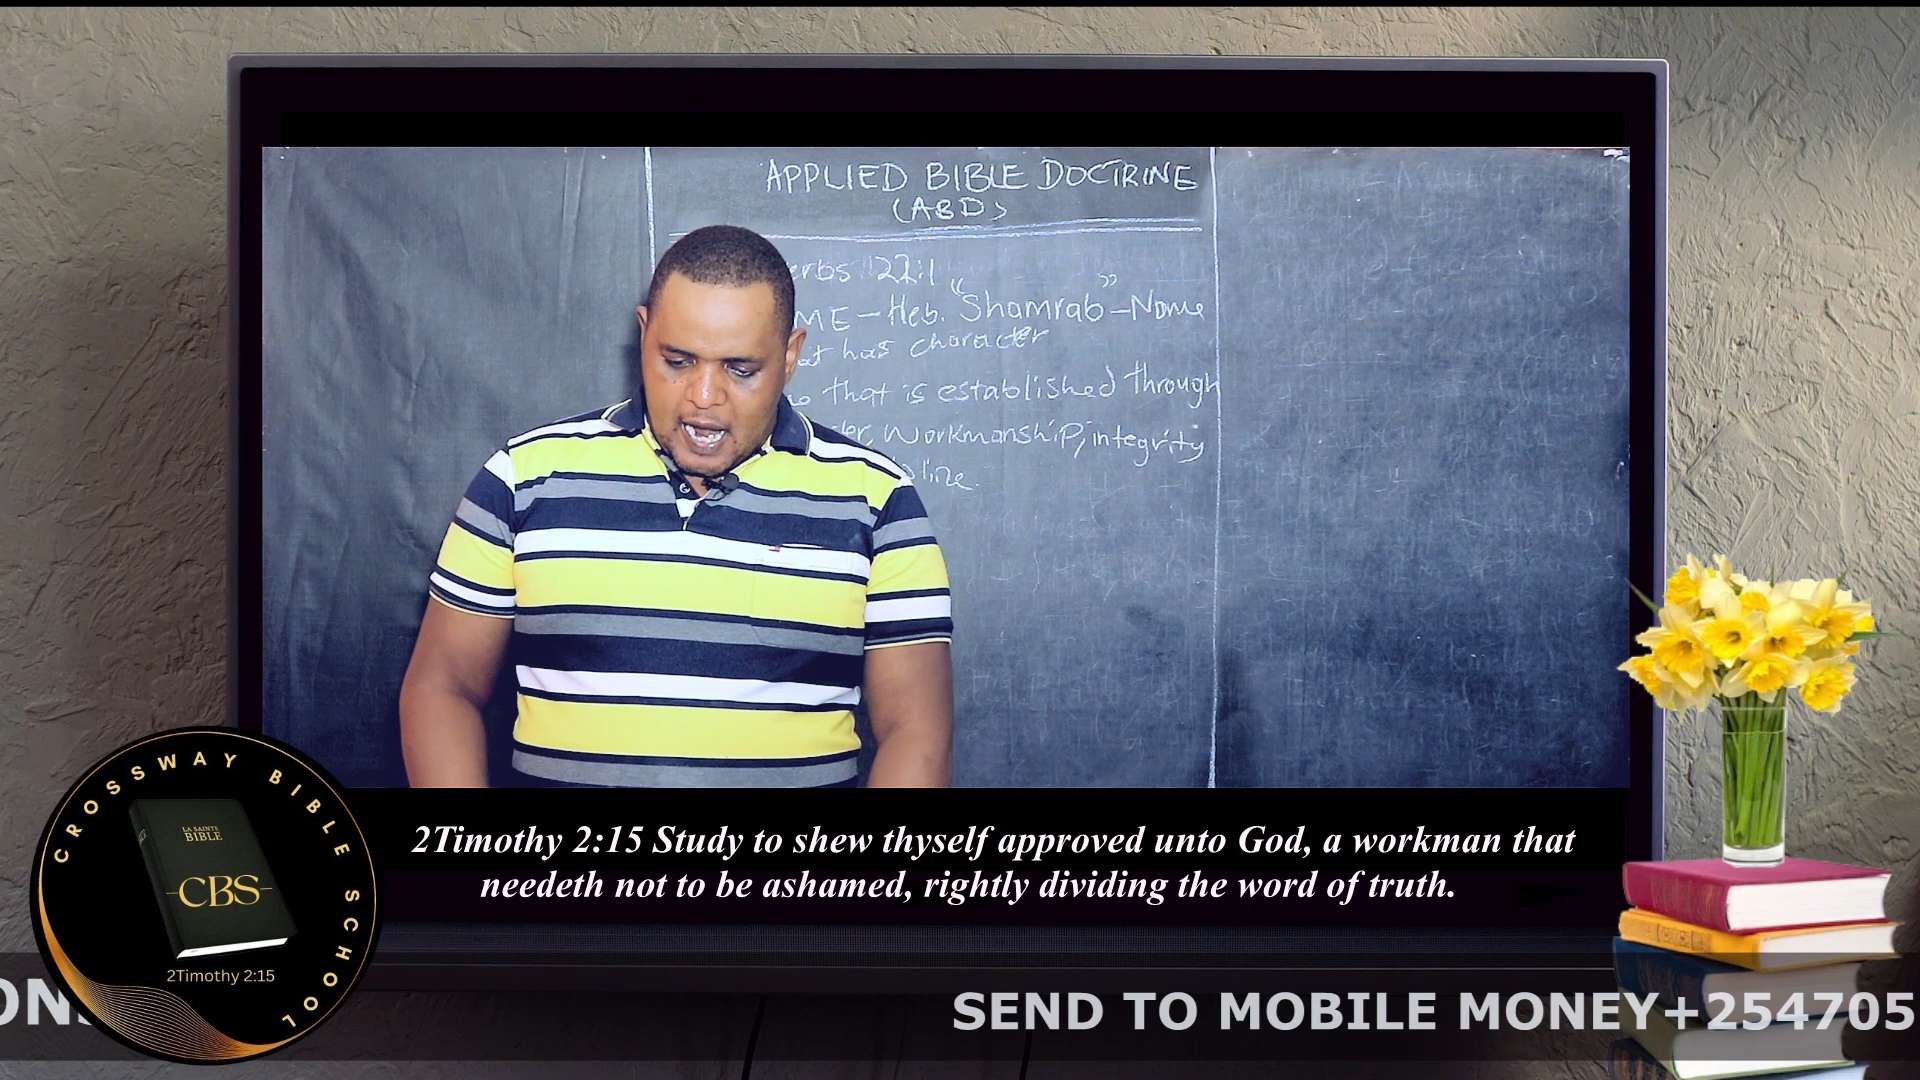 APPLIED BIBLE DOCTRINE
(ABD)
erbs 22:1
ME - Heb. "Shamrab" - Name
at has character
that is established through
ter, Workmanship, integrity
2Timothy 2:15 Study to shew thyself approved unto God, a workman that
needeth not to be ashamed, rightly dividing the word of truth.
CROSSWAY BIBLE SCHOOL
LA SAINTE
BIBLE
CBS
2Timothy 2:15
ON
SEND TO MOBILE MONEY+254705